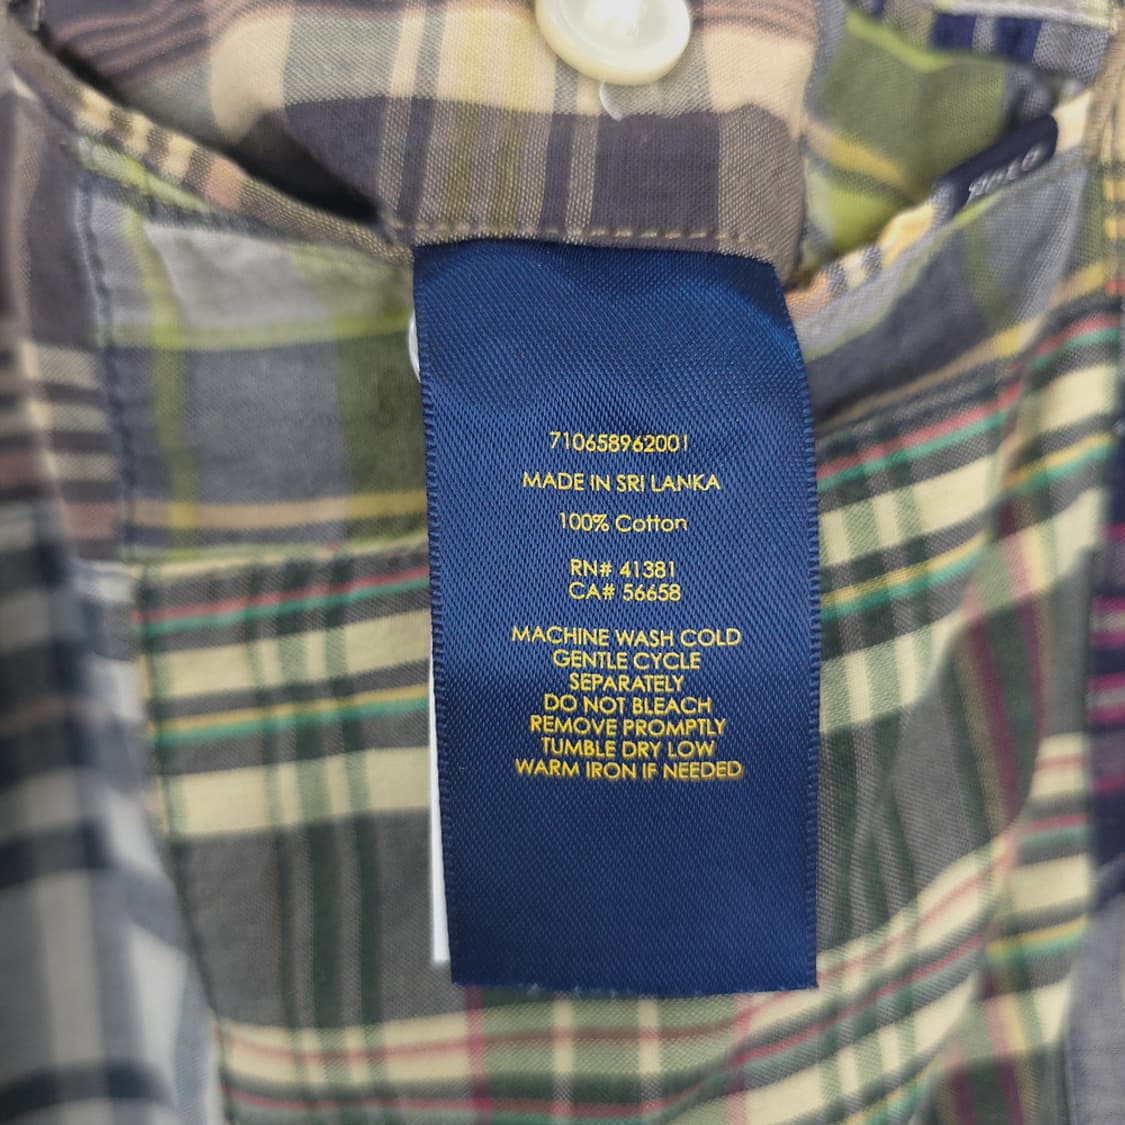 POLO
710658962001
MADE IN SRI LANKA
100% Cotton
RN# 41381
CA# 56658
MACHINE WASH COLD
GENTLE CYCLE
SEPARATELY
DO NOT BLEACH
REMOVE PROMPTLY
TUMBLE DRY LOW
WARM IRON IF NEEDED